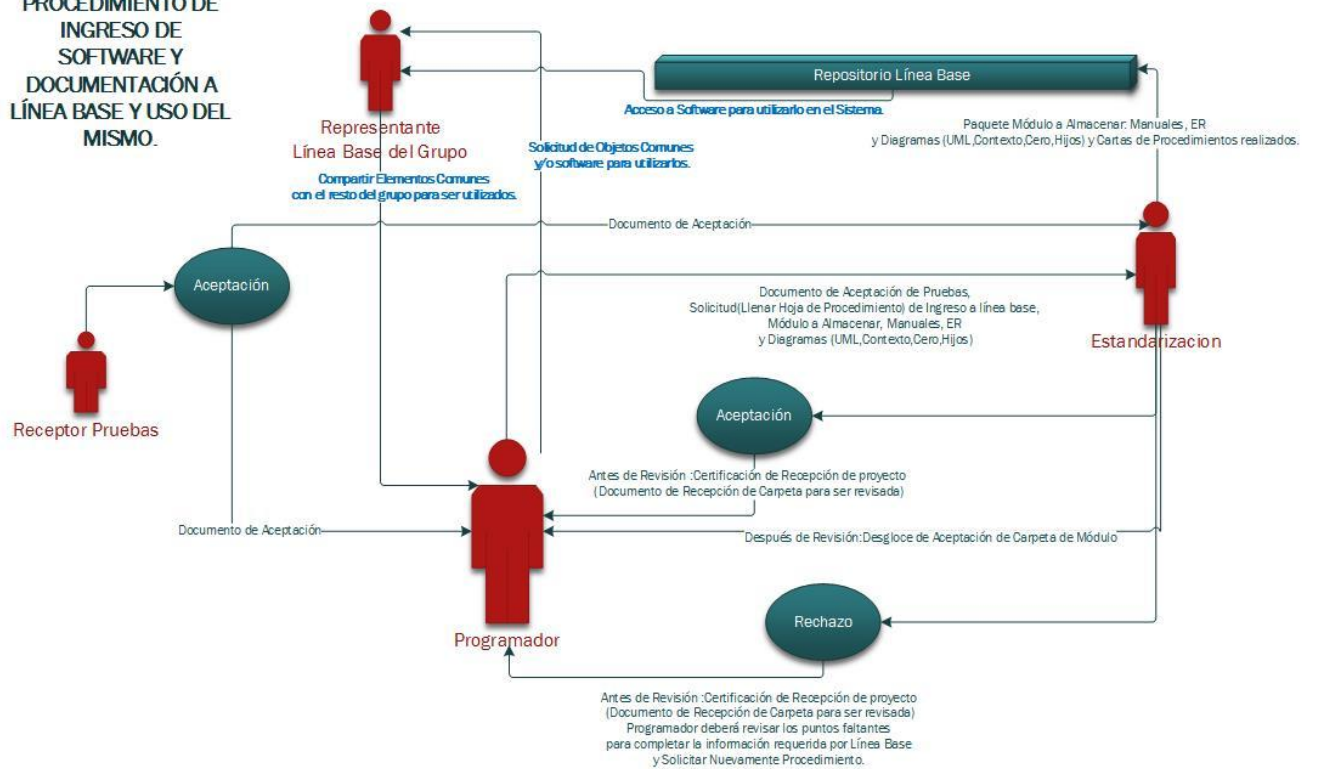 PROCEDIMIENTO DE
INGRESO DE
SOFTWARE Y
DOCUMENTACIÓN A
LÍNEA BASE Y USO DEL
MISMO.
Repositorio Línea Base
Acceso a Software para utilizarlo en el Sistema.
Representante
Línea Base del Grupo
Solicitud de Objetos Comunes
y/o software para utilizarlos.
Paquete Módulo a Almacenar: Manuales, ER
y Diagramas (UML,Contexto,Cero,Hijos) y Cartas de Procedimientos realizados.
Compartir Elementos Comunes
con el resto del grupo para ser utilizados.
Documento de Aceptación
Aceptación
Documento de Aceptación de Pruebas,
Solicitud(Llenar Hoja de Procedimiento) de Ingreso a línea base,
Módulo a Almacenar, Manuales, ER
y Diagramas (UML,Contexto,Cero,Hijos)
Estandarizacion
Receptor Pruebas
Aceptación
Antes de Revisión :Certificación de Recepción de proyecto
(Documento de Recepción de Carpeta para ser revisada)
Documento de Aceptación
Después de Revisión:Desgloce de Aceptación de Carpeta de Módulo
Rechazo
Programador
Antes de Revisión :Certificación de Recepción de proyecto
(Documento de Recepción de Carpeta para ser revisada)
Programador deberá revisar los puntos faltantes
para completar la información requerida por Línea Base
y Solicitar Nuevamente Procedimiento.